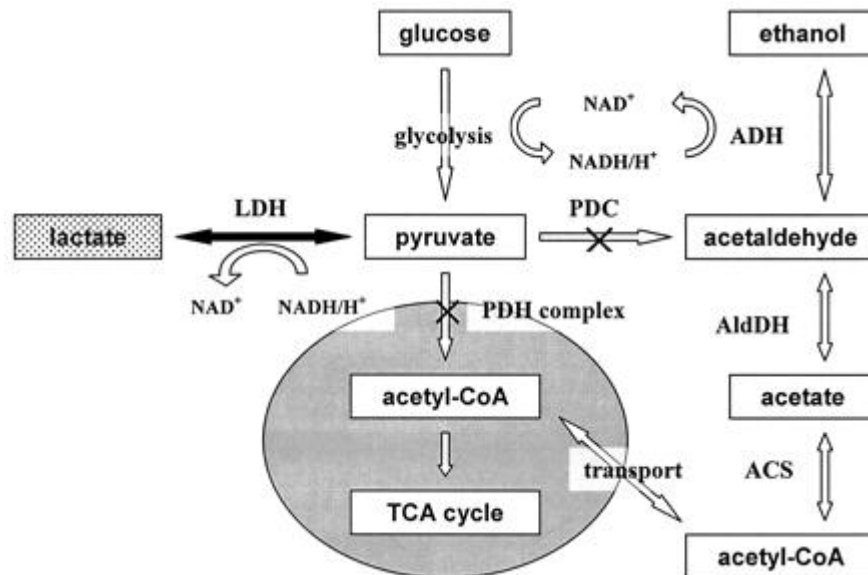 glucose
ethanol
NAD⁺
glycolysis
ADH
NADH/H⁺
LDH
PDC
lactate
pyruvate
acetaldehyde
NAD⁺
NADH/H⁺
PDH complex
AldDH
acetyl-CoA
acetate
transport
ACS
TCA cycle
acetyl-CoA